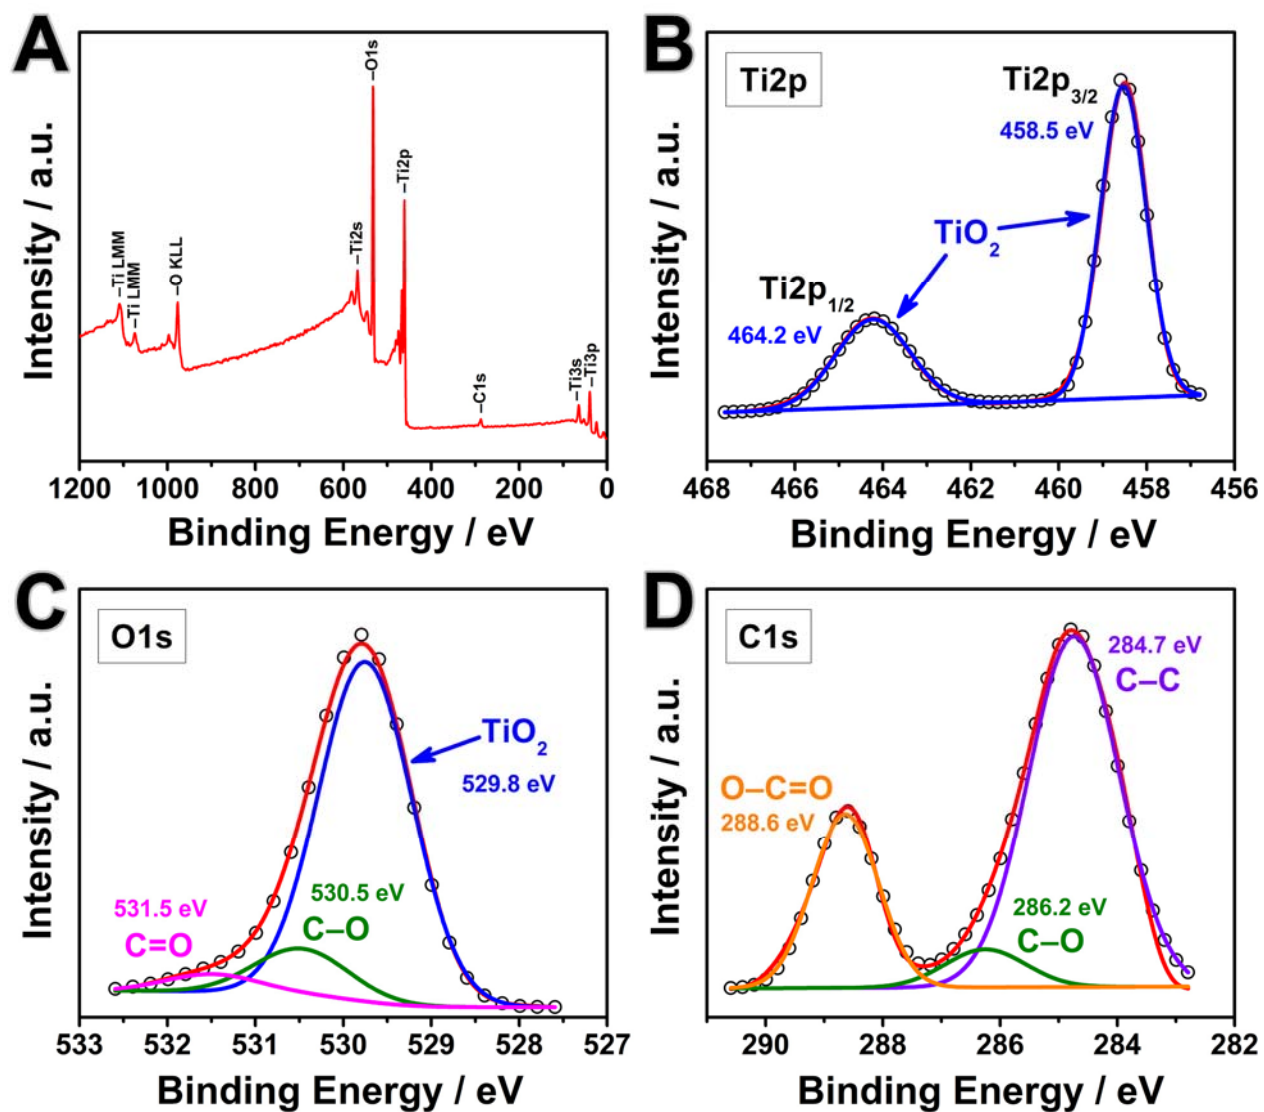 A
Intensity / a.u.
–Ti LMM
–Ti LMM
–O KLL
–Ti2s
–O1s
–Ti2p
–C1s
–Ti3s
–Ti3p
1200 1000 800 600 400 200 0
Binding Energy / eV
B
Intensity / a.u.
Ti2p
Ti2p3/2
458.5 eV
TiO2
Ti2p1/2
464.2 eV
468 466 464 462 460 458 456
Binding Energy / eV
C
Intensity / a.u.
O1s
TiO2
529.8 eV
530.5 eV
C–O
531.5 eV
C=O
533 532 531 530 529 528 527
Binding Energy / eV
D
Intensity / a.u.
C1s
284.7 eV
C–C
O–C=O
288.6 eV
286.2 eV
C–O
290 288 286 284 282
Binding Energy / eV